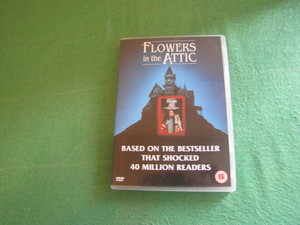 FLOWERS
in the ATTIC
BASED ON THE BESTSELLER
THAT SHOCKED
40 MILLION READERS
15